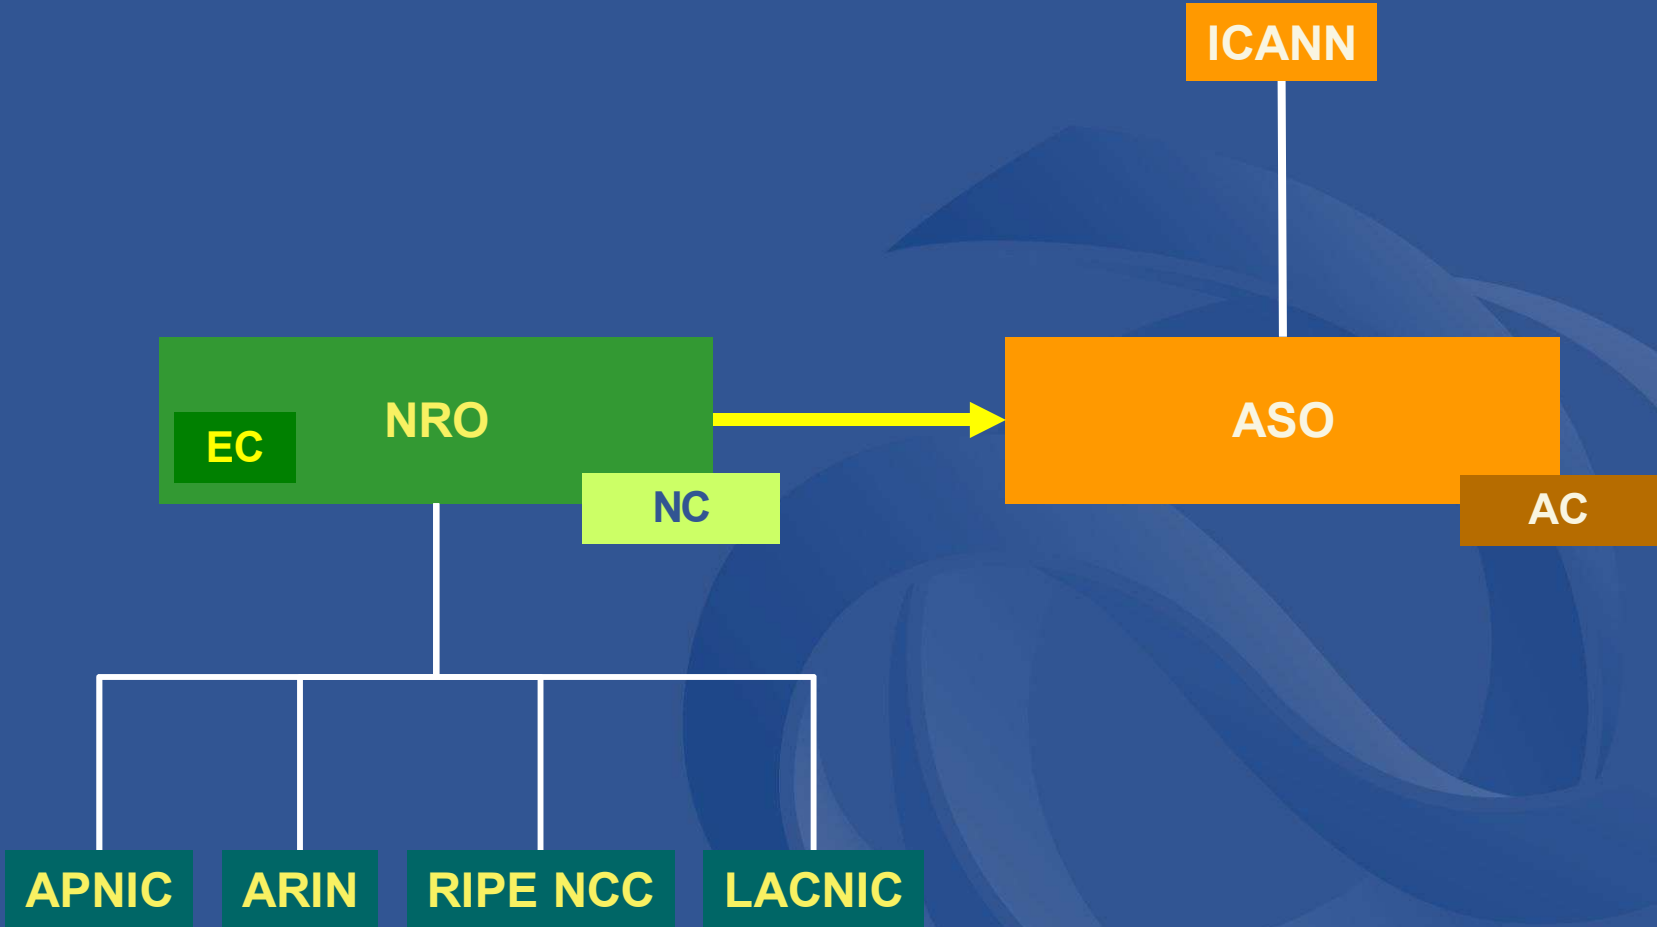 ICANN
NRO
EC
NC
ASO
AC
APNIC
ARIN
RIPE NCC
LACNIC